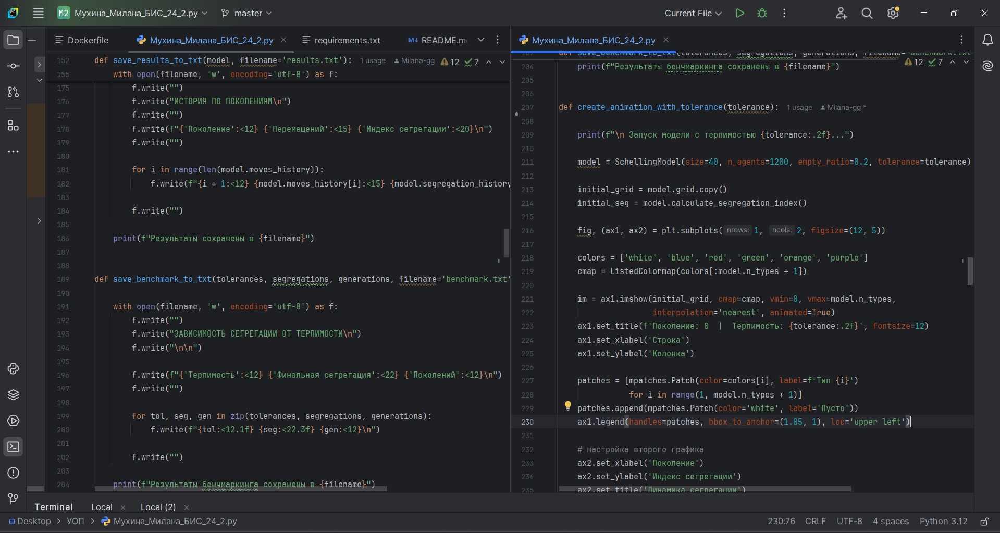 PC M2 Мухина_Милана_БИС_24_2.py master Current File
Dockerfile Мухина_Милана_БИС_24_2.py requirements.txt README.m
152 def save_results_to_txt(model, filename='results.txt'): 1 usage Milana-gg 12 7
155 with open(filename, 'w', encoding='utf-8') as f:
175 f.write("")
176 f.write("ИСТОРИЯ ПО ПОКОЛЕНИЯМ\n")
177 f.write("")
178 f.write(f"{'Поколение':<12} {'Перемещений':<15} {'Индекс сегрегации':<20}\n")
179 f.write("")
180
181 for i in range(len(model.moves_history)):
182 f.write(f"{i + 1:<12} {model.moves_history[i]:<15} {model.segregation_history
183
184 f.write("")
185
186 print(f"Результаты сохранены в {filename}")
187
188
189 def save_benchmark_to_txt(tolerances, segregations, generations, filename='benchmark.txt'
190
191 with open(filename, 'w', encoding='utf-8') as f:
192 f.write("")
193 f.write("ЗАВИСИМОСТЬ СЕГРЕГАЦИИ ОТ ТЕРПИМОСТИ\n")
194 f.write("\n\n")
195
196 f.write(f"{'Терпимость':<12} {'Финальная сегрегация':<22} {'Поколений':<12}\n")
197 f.write("")
198
199 for tol, seg, gen in zip(tolerances, segregations, generations):
200 f.write(f"{tol:<12.1f} {seg:<22.3f} {gen:<12}\n")
201
202 f.write("")
203
204 print(f"Результаты бенчмаркинга сохранены в {filename}")
Мухина_Милана_БИС_24_2.py
189 def save_benchmark_to_txt(tolerances, segregations, generations, filename='benchmark.txt
204 print(f"Результаты бенчмаркинга сохранены в {filename}") 12 7
205
206
207 def create_animation_with_tolerance(tolerance): 1 usage Milana-gg *
208
209 print(f"\n Запуск модели с терпимостью {tolerance:.2f}...")
210
211 model = SchellingModel(size=40, n_agents=1200, empty_ratio=0.2, tolerance=tolerance)
212
213 initial_grid = model.grid.copy()
214 initial_seg = model.calculate_segregation_index()
215
216 fig, (ax1, ax2) = plt.subplots( nrows: 1, ncols: 2, figsize=(12, 5))
217
218 colors = ['white', 'blue', 'red', 'green', 'orange', 'purple']
219 cmap = ListedColormap(colors[:model.n_types + 1])
220
221 im = ax1.imshow(initial_grid, cmap=cmap, vmin=0, vmax=model.n_types,
222 interpolation='nearest', animated=True)
223 ax1.set_title(f'Поколение: 0 | Терпимость: {tolerance:.2f}', fontsize=12)
224 ax1.set_xlabel('Строка')
225 ax1.set_ylabel('Колонка')
226
227 patches = [mpatches.Patch(color=colors[i], label=f'Тип {i}')
228 for i in range(1, model.n_types + 1)]
229 patches.append(mpatches.Patch(color='white', label='Пусто'))
230 ax1.legend(handles=patches, bbox_to_anchor=(1.05, 1), loc='upper left')
231
232 # настройка второго графика
233 ax2.set_xlabel('Поколение')
234 ax2.set_ylabel('Индекс сегрегации')
235 ax2.set_title('Динамика сегрегации')
Terminal Local Local (2)
Desktop УОП Мухина_Милана_БИС_24_2.py 230:76 CRLF UTF-8 4 spaces Python 3.12